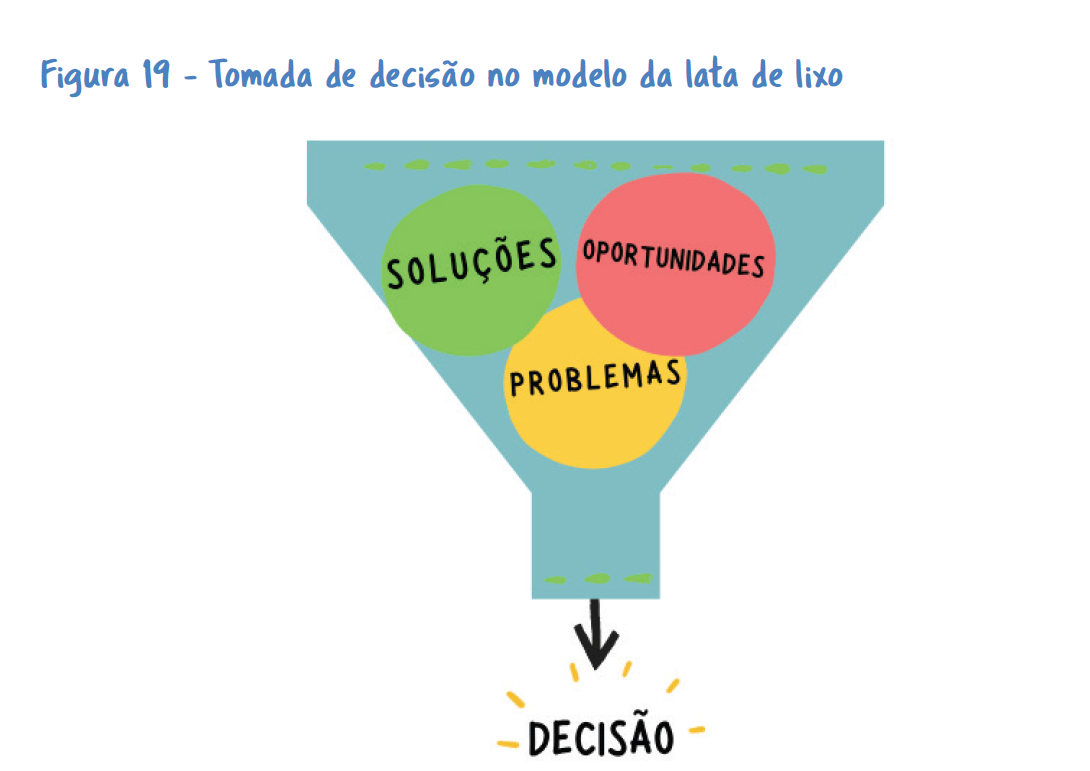 Figura 19 - Tomada de decisão no modelo da lata de lixo
SOLUÇÕES
OPORTUNIDADES
PROBLEMAS
DECISÃO